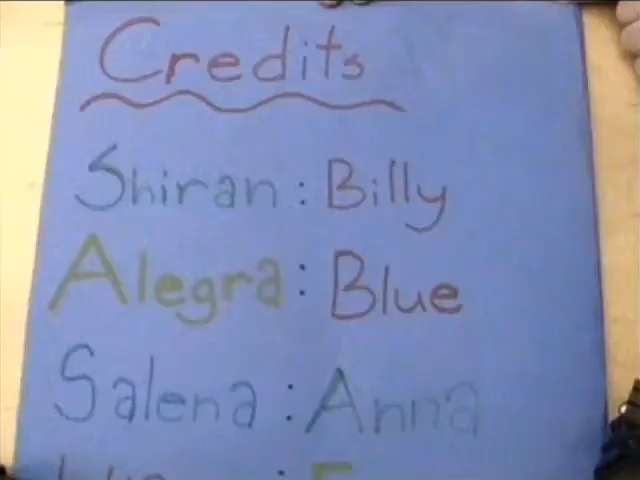 Credits
Shiran: Billy
Alegra: Blue
Salena: Anna